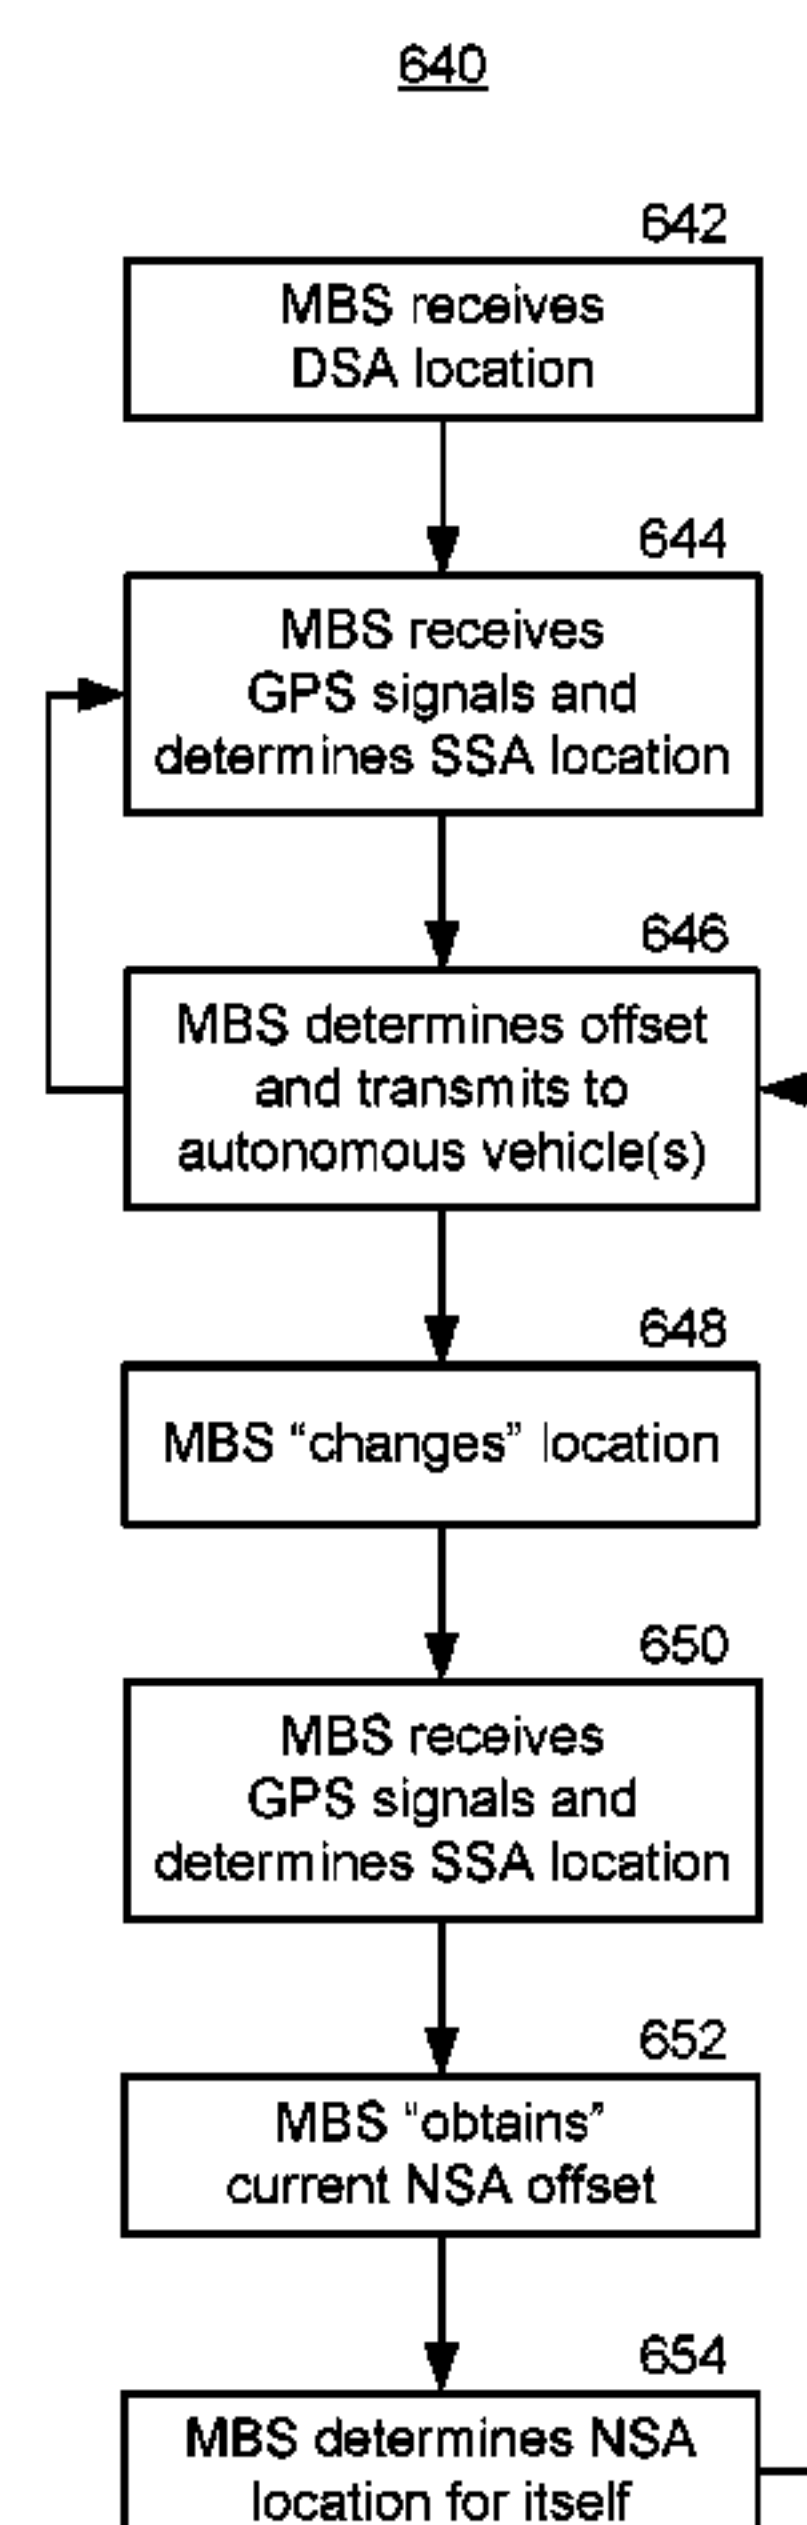 640
642
MBS receives
DSA location
644
MBS receives
GPS signals and
determines SSA location
646
MBS determines offset
and transmits to
autonomous vehicle(s)
648
MBS “changes” location
650
MBS receives
GPS signals and
determines SSA location
652
MBS “obtains”
current NSA offset
654
MBS determines NSA
location for itself